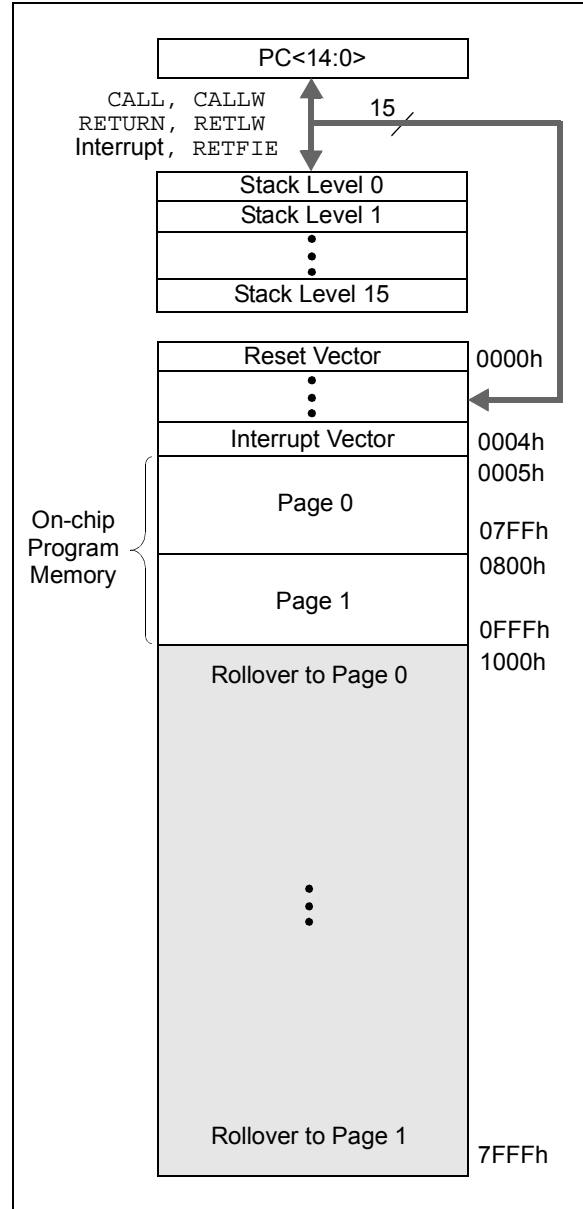 PC<14:0>
CALL, CALLW
RETURN, RETLW
Interrupt, RETFIE
15
Stack Level 0
Stack Level 1
Stack Level 15
Reset Vector
0000h
Interrupt Vector
0004h
0005h
Page 0
On-chip
Program
Memory
07FFh
0800h
Page 1
0FFFh
1000h
Rollover to Page 0
Rollover to Page 1
7FFFh